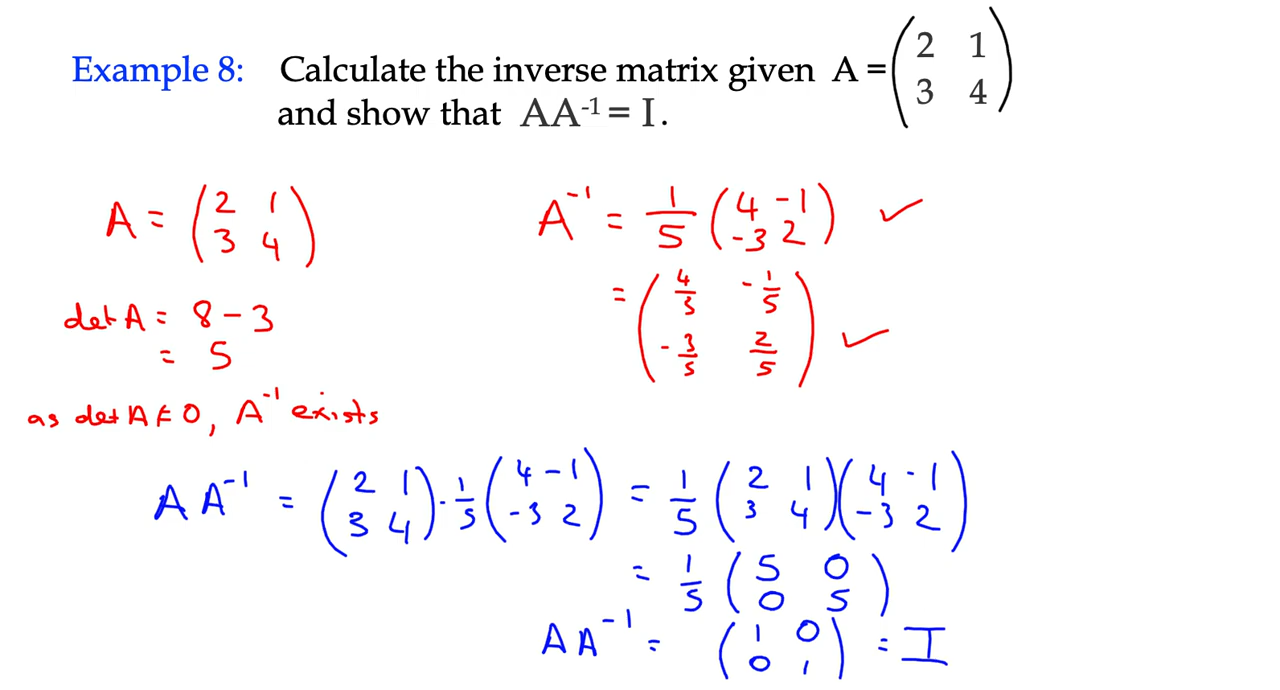 Example 8: Calculate the inverse matrix given A = ( 2 1 ; 3 4 )
and show that AA⁻¹ = I .
A = ( 2 1 ; 3 4 )
det A = 8 - 3
= 5
as det A ≠ 0, A⁻¹ exists
A⁻¹ = 1/5 ( 4 -1 ; -3 2 ) ✓
= ( 4/5 -1/5 ; -3/5 2/5 ) ✓
A A⁻¹ = ( 2 1 ; 3 4 ) . 1/5 ( 4 -1 ; -3 2 ) = 1/5 ( 2 1 ; 3 4 ) ( 4 -1 ; -3 2 )
= 1/5 ( 5 0 ; 0 5 )
A A⁻¹ = ( 1 0 ; 0 1 ) = I